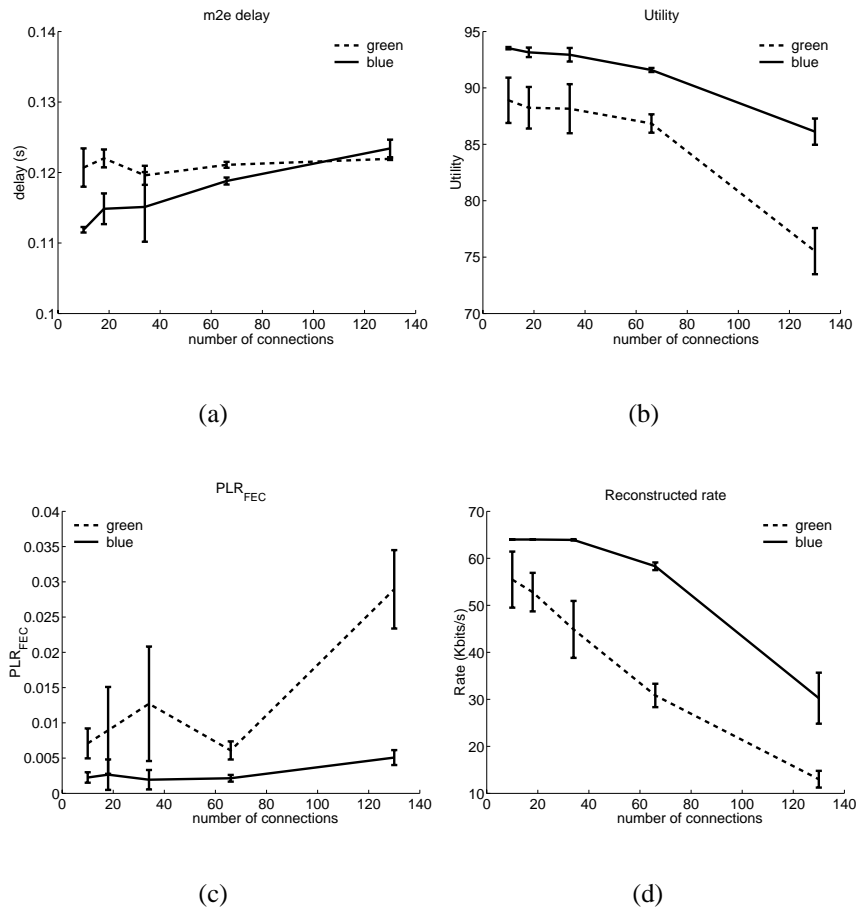 m2e delay
0.14
0.13
0.12
0.11
0.1
delay (s)
green
blue
0 20 40 60 80 100 120 140
number of connections
(a)
Utility
95
90
85
80
75
70
Utility
green
blue
0 20 40 60 80 100 120 140
number of connections
(b)
PLR_FEC
0.04
0.035
0.03
0.025
0.02
0.015
0.01
0.005
0
PLR_FEC
green
blue
0 20 40 60 80 100 120 140
number of connections
(c)
Reconstructed rate
70
60
50
40
30
20
10
Rate (Kbits/s)
green
blue
0 20 40 60 80 100 120 140
number of connections
(d)